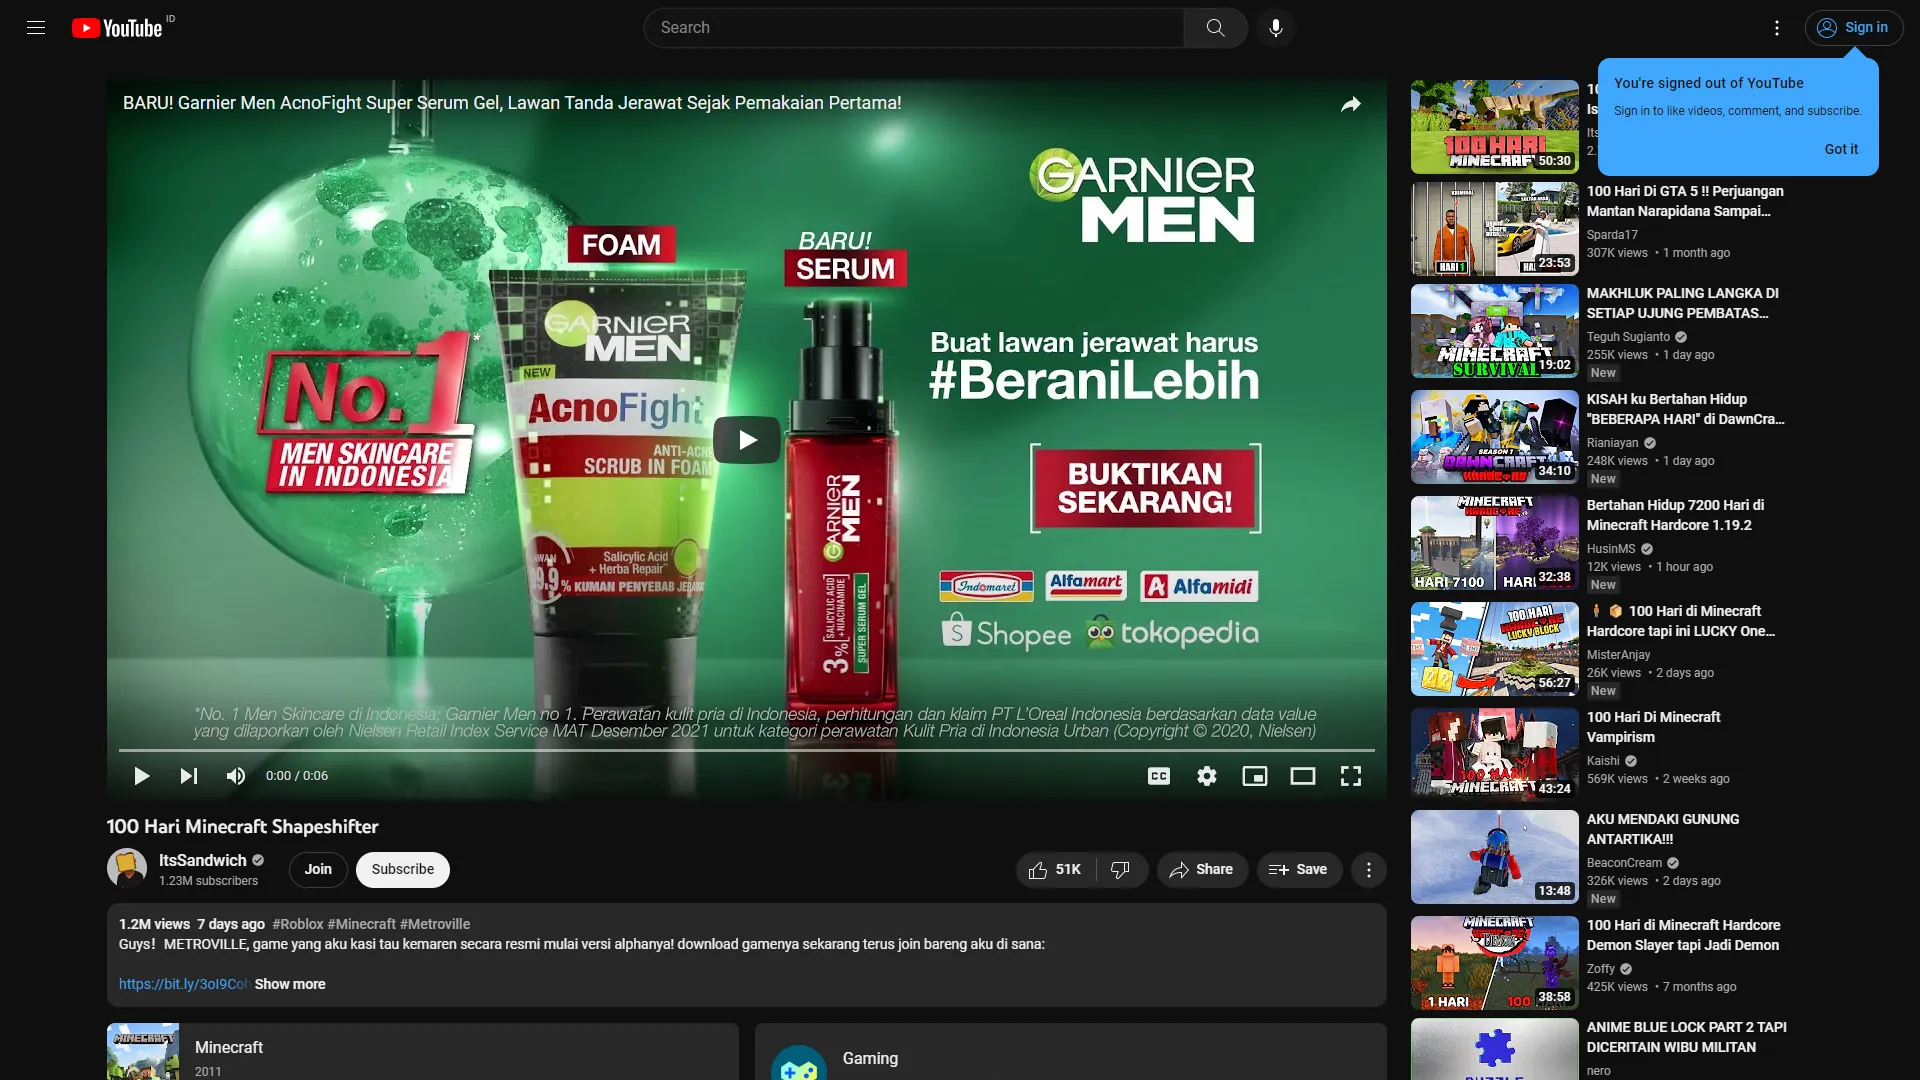 YouTube ID
Search
Sign in
You're signed out of YouTube
Sign in to like videos, comment, and subscribe.
Got it
BARU! Garnier Men AcnoFight Super Serum Gel, Lawan Tanda Jerawat Sejak Pemakaian Pertama!
GARNIER
MEN
FOAM
BARU!
SERUM
No.1*
MEN SKINCARE
IN INDONESIA
GARNIER
MEN
NEW
AcnoFight
ANTI-ACNE
SCRUB IN FOAM
Salicylic Acid
+ Herba Repair
% KUMAN PENYEBAB
GARNIER
MEN
3%
SALICYLIC ACID
+NIACINAMIDE
SUPER SERUM GEL
Buat lawan jerawat harus
#BeraniLebih
BUKTIKAN
SEKARANG!
Indomaret
Alfamart
Alfamidi
Shopee
tokopedia
*No. 1 Men Skincare di Indonesia; Garnier Men no 1. Perawatan kulit pria di Indonesia, perhitungan dan klaim PT L'Oreal Indonesia berdasarkan data value
yang dilaporkan oleh Nielsen Retail Index Service MAT Desember 2021 untuk kategori perawatan Kulit Pria di Indonesia Urban (Copyright © 2020, Nielsen)
0:00 / 0:06
CC
100 Hari Minecraft Shapeshifter
ItsSandwich
1.23M subscribers
Join
Subscribe
51K
Share
Save
1.2M views 7 days ago #Roblox #Minecraft #Metroville
Guys! METROVILLE, game yang aku kasi tau kemaren secara resmi mulai versi alphanya! download gamenya sekarang terus join bareng aku di sana:
https://bit.ly/3oI9Coh Show more
MINECRAFT
Minecraft
2011
Gaming
100 HARI
MINECRAFT
50:30
KRIMINAL
SULTAN ARAB
HARI 1
23:53
100 Hari Di GTA 5 !! Perjuangan
Mantan Narapidana Sampai...
Sparda17
307K views • 1 month ago
MINECRAFT
SURVIVAL
19:02
MAKHLUK PALING LANGKA DI
SETIAP UJUNG PEMBATAS...
Teguh Sugianto
255K views • 1 day ago
New
SEASON 1
DAWNCRAFT
HARDCORE
34:10
KISAH ku Bertahan Hidup
"BEBERAPA HARI" di DawnCra...
Rianiayan
248K views • 1 day ago
New
MINECRAFT
HARDCORE
HARI 7100
HARI
32:38
Bertahan Hidup 7200 Hari di
Minecraft Hardcore 1.19.2
HusinMS
12K views • 1 hour ago
New
100 HARI
HARDCORE
LUCKY BLOCK
56:27
100 Hari di Minecraft
Hardcore tapi ini LUCKY One...
MisterAnjay
26K views • 2 days ago
New
100 HARI
MINECRAFT
43:24
100 Hari Di Minecraft
Vampirism
Kaishi
569K views • 2 weeks ago
13:48
AKU MENDAKI GUNUNG
ANTARTIKA!!!
BeaconCream
326K views • 2 days ago
New
MINECRAFT
1 HARI
100
38:58
100 Hari di Minecraft Hardcore
Demon Slayer tapi Jadi Demon
Zoffy
425K views • 7 months ago
PUZZLE
ANIME BLUE LOCK PART 2 TAPI
DICERITAIN WIBU MILITAN
nero